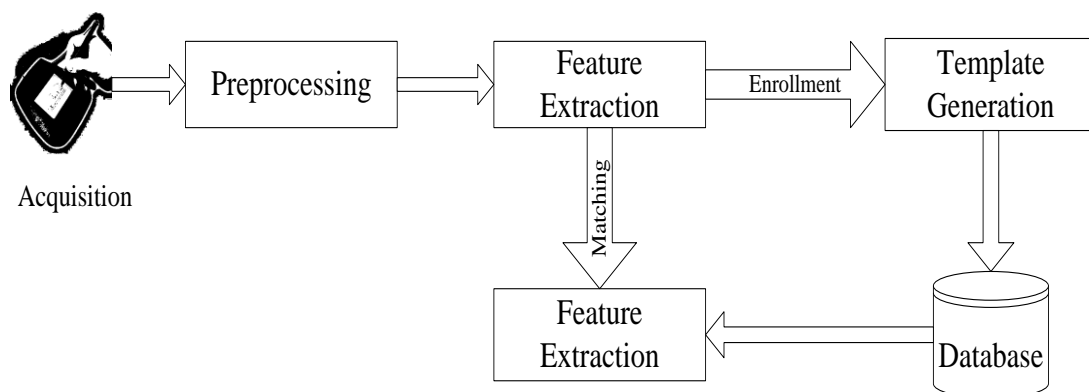 Preprocessing
Feature
Extraction
Enrollment
Template
Generation
Acquisition
Matching
Feature
Extraction
Database